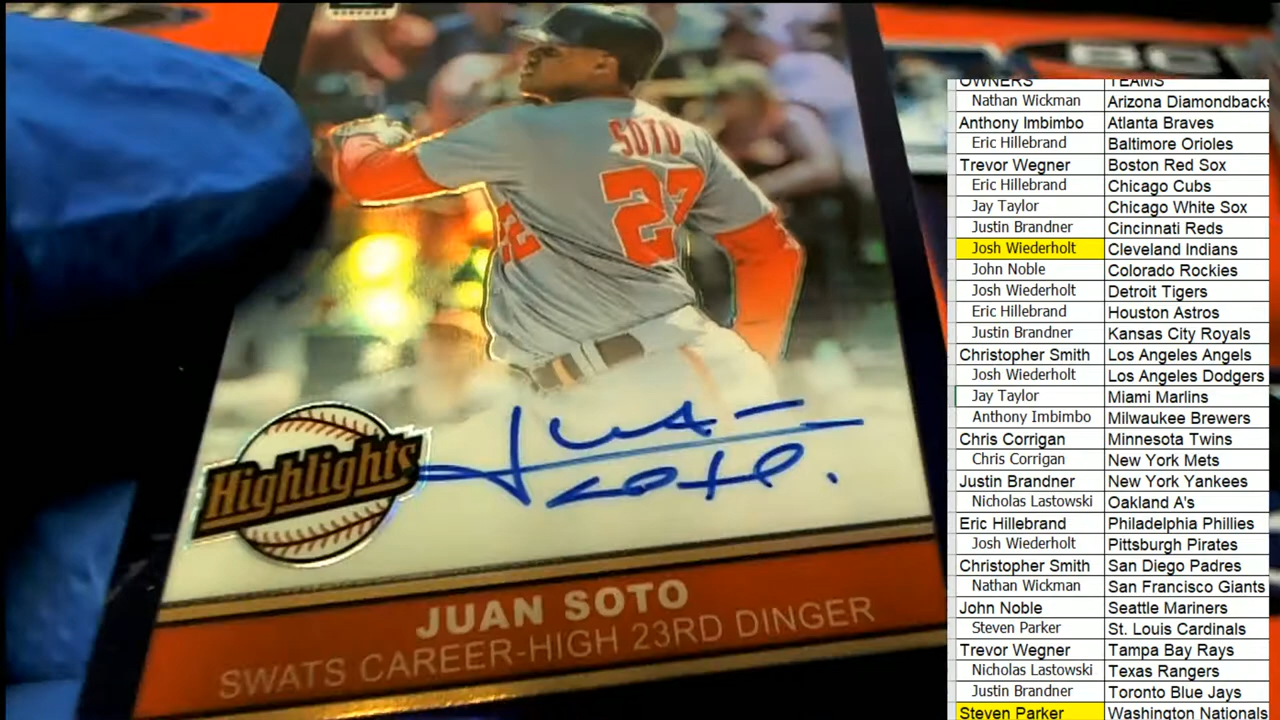 SOTO
22
22
Juan
Soto.
Highlights
JUAN SOTO
SWATS CAREER-HIGH 23RD DINGER
OWNERS TEAMS
Nathan Wickman Arizona Diamondbacks
Anthony Imbimbo Atlanta Braves
Eric Hillebrand Baltimore Orioles
Trevor Wegner Boston Red Sox
Eric Hillebrand Chicago Cubs
Jay Taylor Chicago White Sox
Justin Brandner Cincinnati Reds
Josh Wiederholt Cleveland Indians
John Noble Colorado Rockies
Josh Wiederholt Detroit Tigers
Eric Hillebrand Houston Astros
Justin Brandner Kansas City Royals
Christopher Smith Los Angeles Angels
Josh Wiederholt Los Angeles Dodgers
Jay Taylor Miami Marlins
Anthony Imbimbo Milwaukee Brewers
Chris Corrigan Minnesota Twins
Chris Corrigan New York Mets
Justin Brandner New York Yankees
Nicholas Lastowski Oakland A's
Eric Hillebrand Philadelphia Phillies
Josh Wiederholt Pittsburgh Pirates
Christopher Smith San Diego Padres
Nathan Wickman San Francisco Giants
John Noble Seattle Mariners
Steven Parker St. Louis Cardinals
Trevor Wegner Tampa Bay Rays
Nicholas Lastowski Texas Rangers
Justin Brandner Toronto Blue Jays
Steven Parker Washington Nationals